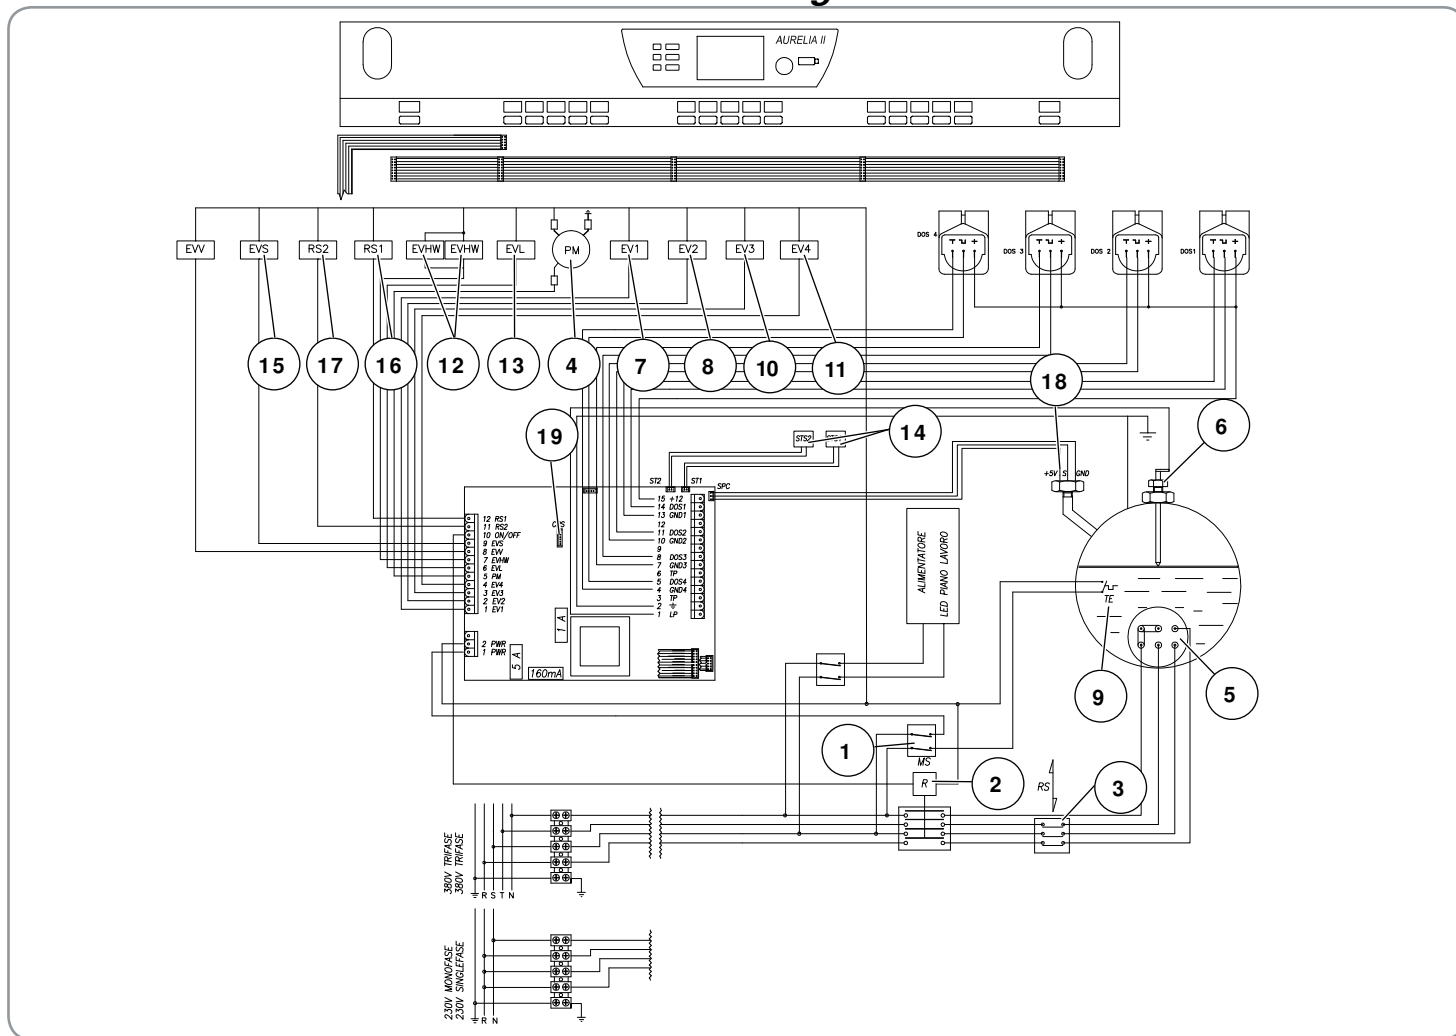 AURELIA II
EVV EVS RS2 RS1 EVHW EVHW EVL PM EV1 EV2 EV3 EV4
DOS 4 DOS 3 DOS 2 DOS1
15 17 16 12 13 4 7 8 10 11 18
19 14 6
STS2
+5V S GND
ST2 ST1 SPC
15 +12
14 DOS1
13 GND1
12
11 DOS2
10 GND2
9
8 DOS3
7 GND3
6 TP
5 DOS4
4 GND4
3 TP
2
1 LP
12 RS1
11 RS2
10 ON/OFF
9 EVS
8 EVV
7 EVHW
6 EVL
5 PM
4 EV4
3 EV3
2 EV2
1 EV1
2 PWR
1 PWR
5 A
1 A
160mA
ALIMENTATORE
LED PIANO LAVORO
TE
9 5
1
MS
R 2
RS 3
380V TRIFASE
380V TRIFASE
R S T N
230V MONOFASE
230V SINGLEFASE
R N